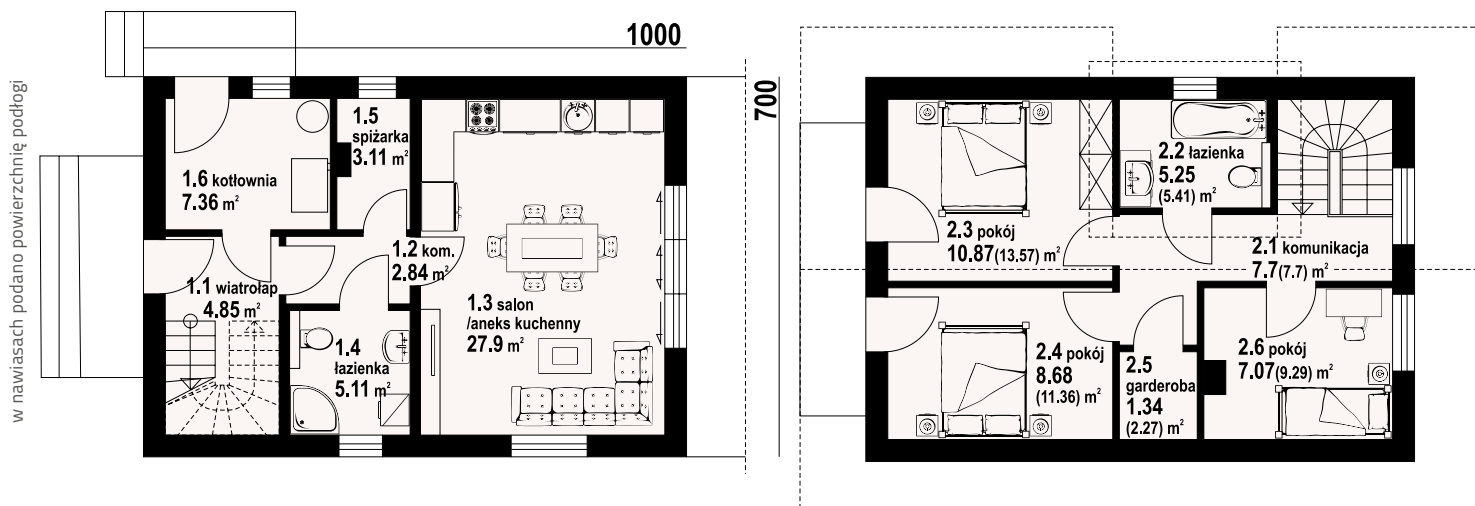 w nawiasach podano powierzchnię podłogi
1000
700
1.5
spiżarka
3.11 m²
1.6 kotłownia
7.36 m²
1.2 kom.
2.84 m²
1.1 wiatrołap
4.85 m²
1.3 salon
/aneks kuchenny
27.9 m²
1.4
łazienka
5.11 m²
2.2 łazienka
5.25
(5.41) m²
2.3 pokój
10.87(13.57) m²
2.1 komunikacja
7.7(7.7) m²
2.4 pokój
8.68
(11.36) m²
2.5
garderoba
1.34
(2.27) m²
2.6 pokój
7.07(9.29) m²